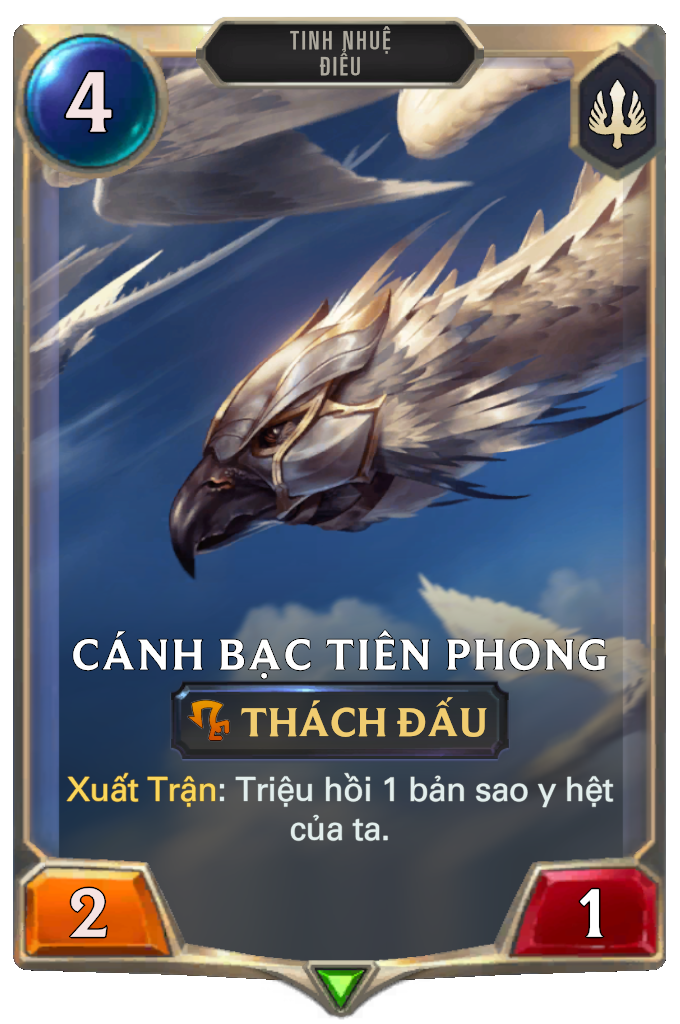 4
TINH NHUỆ
ĐIỂU
CÁNH BẠC TIÊN PHONG
THÁCH ĐẤU
Xuất Trận: Triệu hồi 1 bản sao y hệt
của ta.
2
1